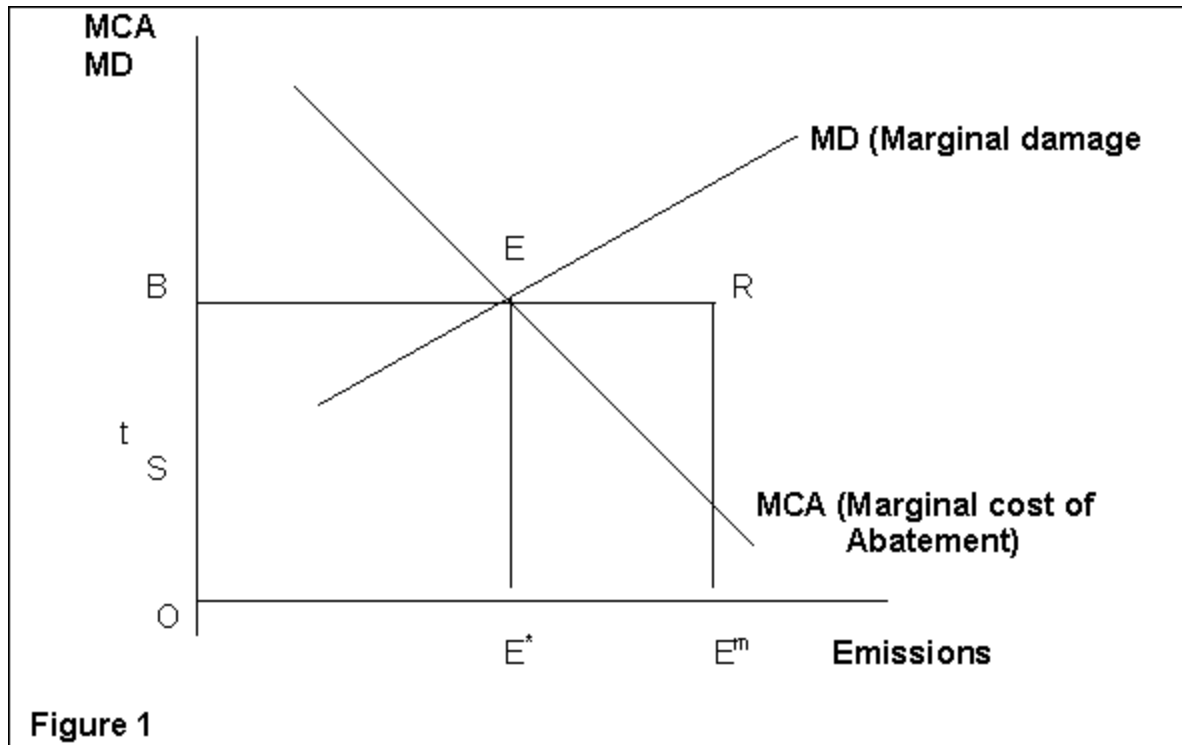 MCA
MD
MD (Marginal damage
E
B
R
t
S
MCA (Marginal cost of
Abatement)
O
E*
Em
Emissions
Figure 1